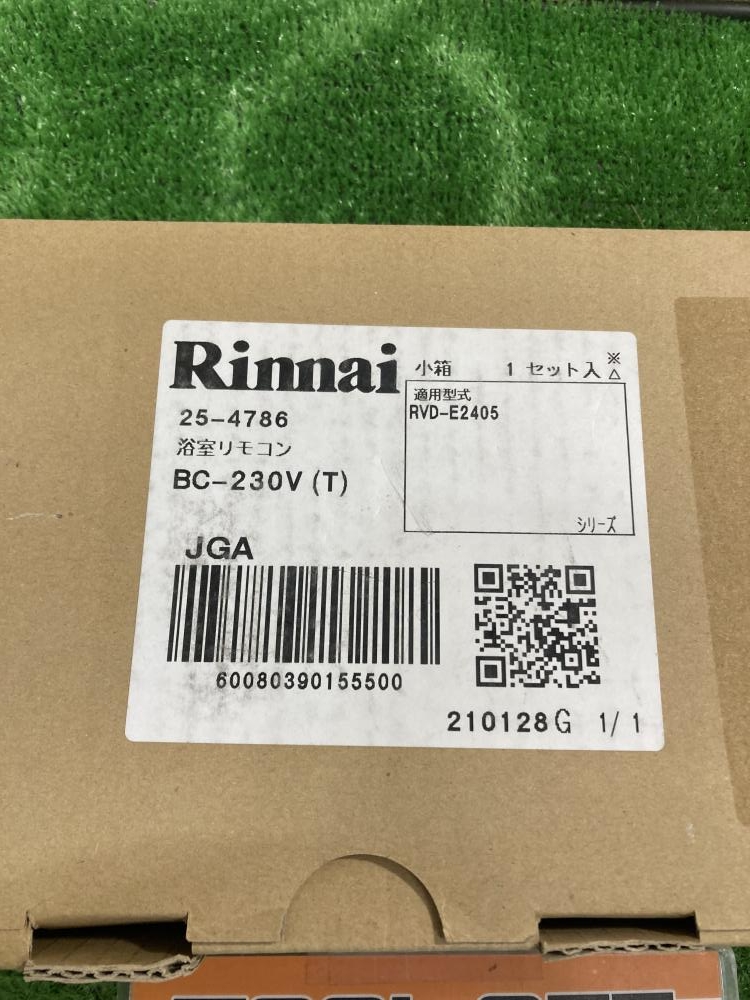 Rinnai
小箱 1 セット入 ※
△
25-4786
浴室リモコン
BC-230V (T)
適用型式
RVD-E2405
シリーズ
JGA
60080390155500
210128G 1/1